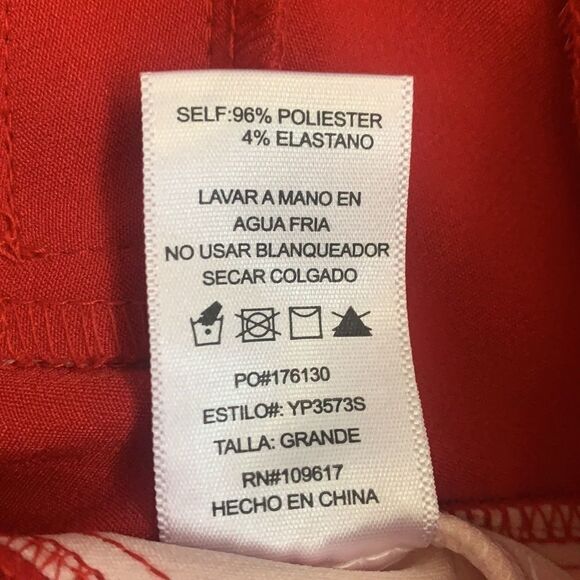 SELF:96% POLIESTER
4% ELASTANO
LAVAR A MANO EN
AGUA FRIA
NO USAR BLANQUEADOR
SECAR COLGADO
PO#176130
ESTILO#: YP3573S
TALLA: GRANDE
RN#109617
HECHO EN CHINA